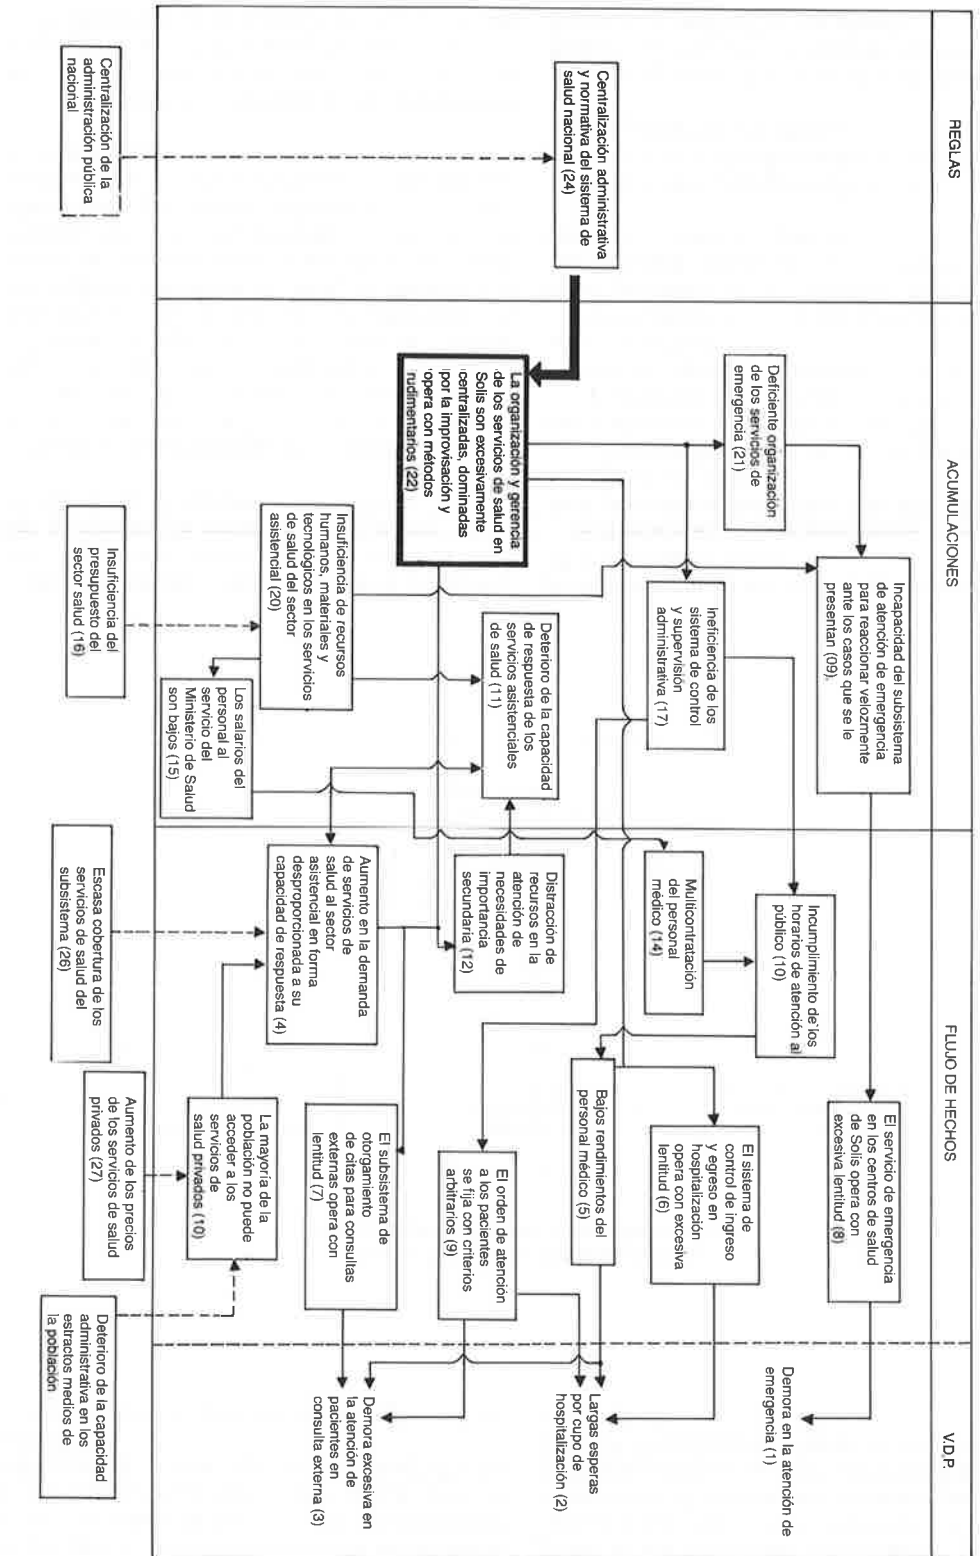 REGLAS
ACUMULACIONES
FLUJO DE HECHOS
V.D.P.
Centralización administrativa
y normativa del sistema de
salud nacional (24)
Centralización de la
administración pública
nacional
Deficiente organización
de los servicios de
emergencia (21)
La organización y gerencia
de los servicios de salud en
Solis son excesivamente
centralizadas, dominadas
por la improvisación y
opera con métodos
rudimentarios (22)
Incapacidad del subsistema
de atención de emergencia
para reaccionar velozmente
ante los casos que se le
presentan (09)
Ineficiencia de los
sistema de control
y supervisión
administrativa (17)
Deterioro de la capacidad
de respuesta de los
servicios asistenciales
de salud (11)
Insuficiencia de recursos
humanos, materiales y
tecnológicos en los servicios
de salud del sector
asistencial (20)
Los salarios del
personal al
servicio del
Ministerio de Salud
son bajos (15)
Insuficiencia del
presupuesto del
sector salud (16)
Incumplimiento de los
horarios de atención al
público (10)
Multicontratación
del personal
médico (14)
Distracción de
recursos en la
atención de
necesidades de
importancia
secundaria (12)
Aumento en la demanda
de servicios de
salud al sector
asistencial en forma
desproporcionada a su
capacidad de respuesta (4)
Escasa cobertura de los
servicios de salud del
subsistema (26)
El servicio de emergencia
en los centros de salud
de Solis opera con
excesiva lentitud (8)
El sistema de
control de ingreso
y egreso en
hospitalización
opera con excesiva
lentitud (6)
Bajos rendimientos del
personal médico (5)
El orden de atención
a los pacientes
se fija con criterios
arbitrarios (9)
El subsistema de
otorgamiento
de citas para consultas
externas opera con
lentitud (7)
La mayoría de la
población no puede
acceder a los
servicios de
salud privados (10)
Aumento de los precios
de los servicios de salud
privados (27)
Deterioro de la capacidad
administrativa en los
estractos medios de
la población
Demora en la atención de
emergencia (1)
Largas esperas
por cupo de
hospitalización (2)
Demora excesiva en
la atención de
pacientes en
consulta externa (3)